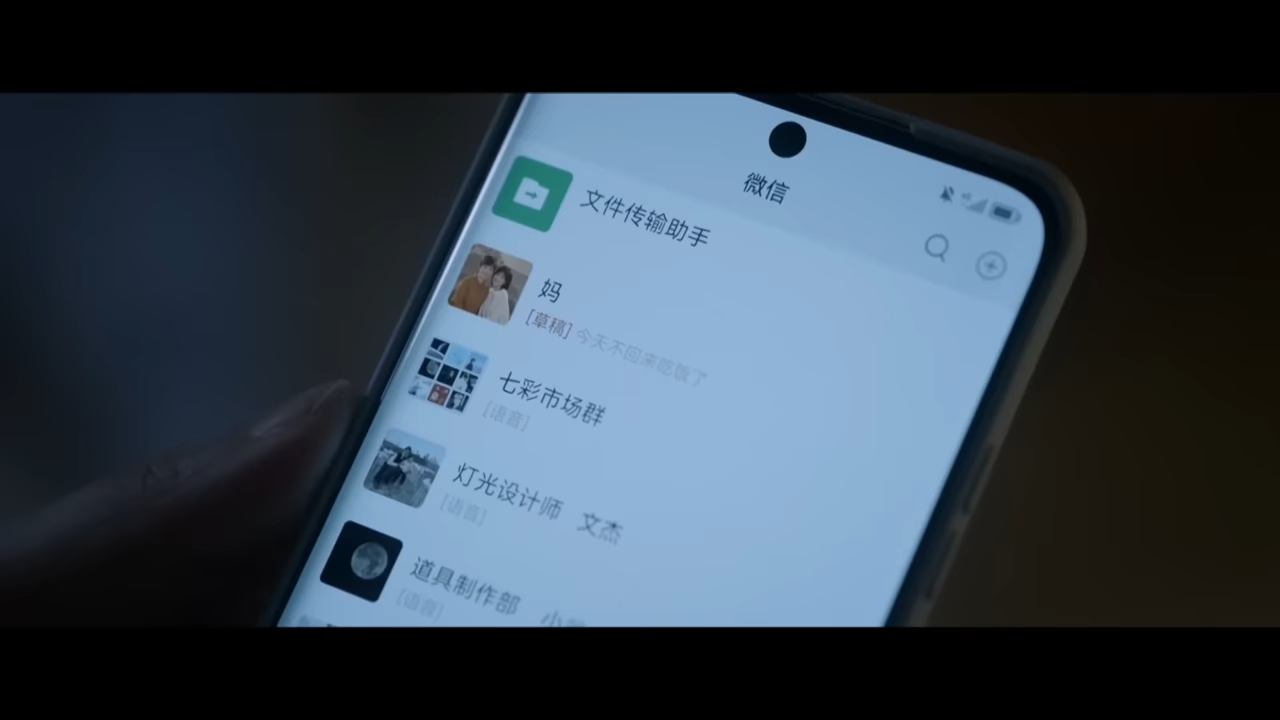 微信
文件传输助手
妈
[草稿] 今天不回来吃饭了
七彩市场群
[语音]
灯光设计师 文杰
[语音]
道具制作部 小
[语音]